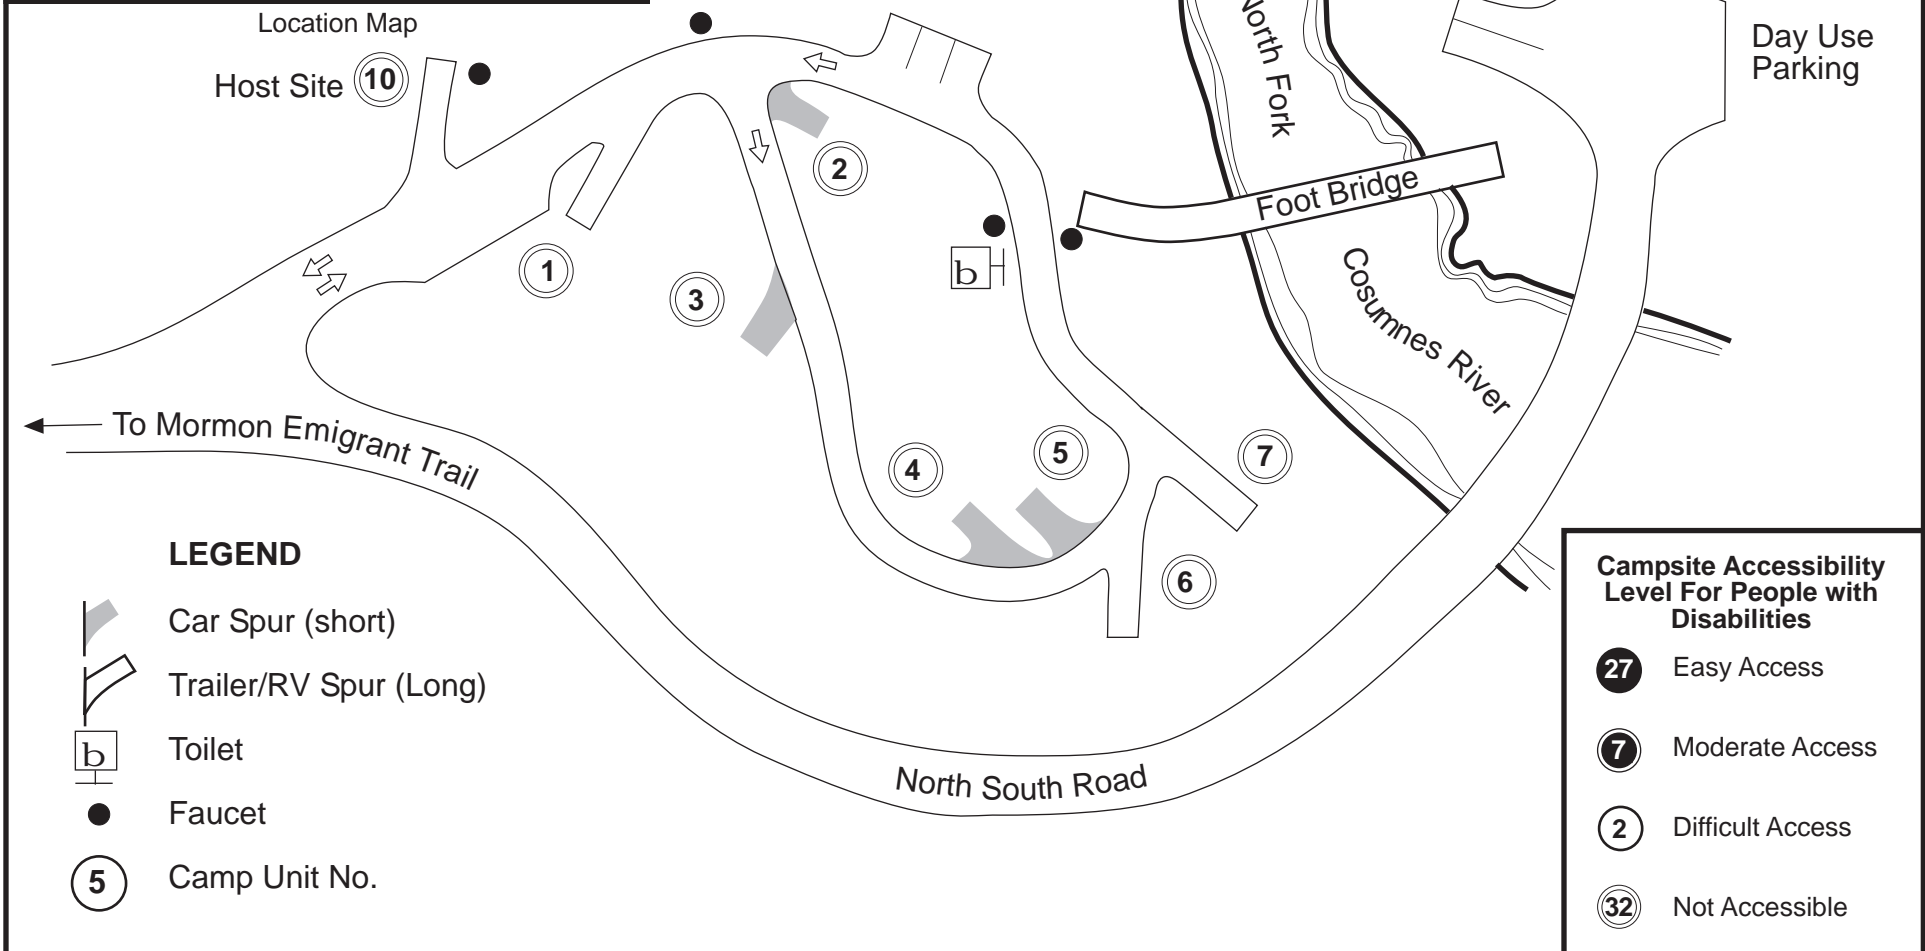 Location Map
Host Site 10
North Fork
Day Use
Parking
2
Foot Bridge
1
3
b
Cosumnes River
To Mormon Emigrant Trail
4
5
7
6
North South Road
LEGEND
Car Spur (short)
Trailer/RV Spur (Long)
b Toilet
Faucet
5 Camp Unit No.
Campsite Accessibility
Level For People with
Disabilities
27 Easy Access
7 Moderate Access
2 Difficult Access
32 Not Accessible